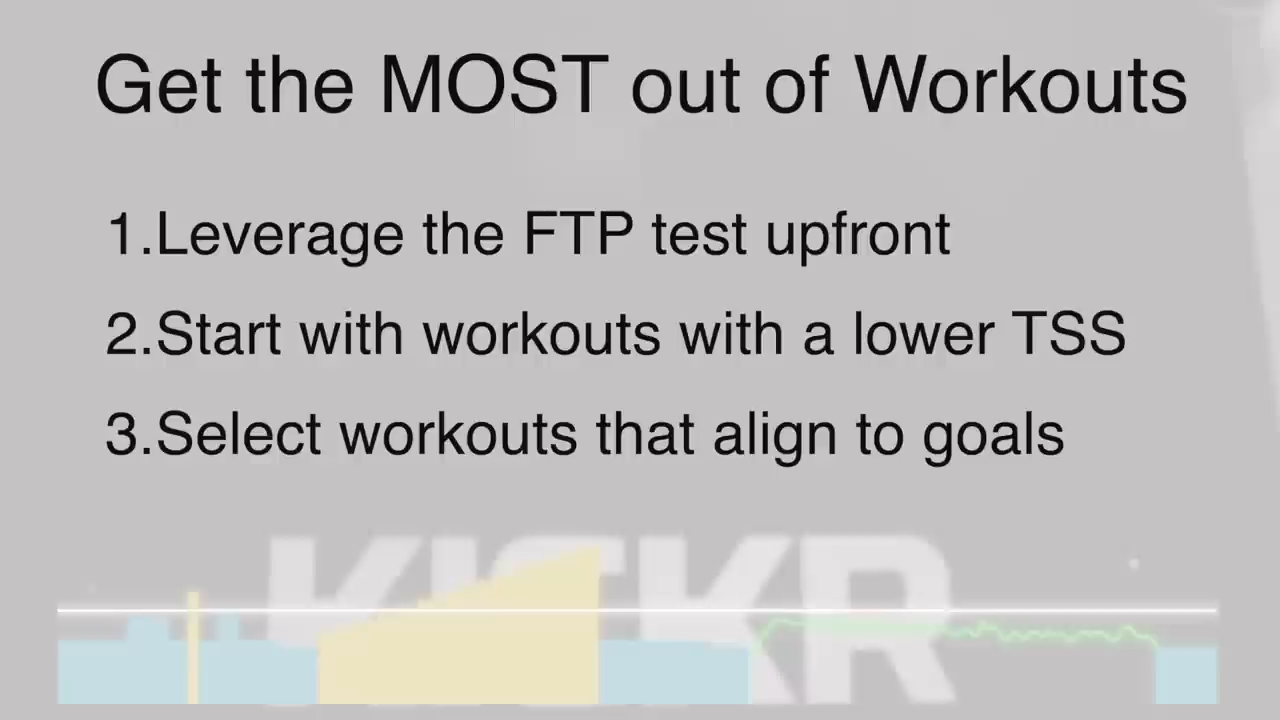 Get the MOST out of Workouts
1.Leverage the FTP test upfront
2.Start with workouts with a lower TSS
3.Select workouts that align to goals
KICKR